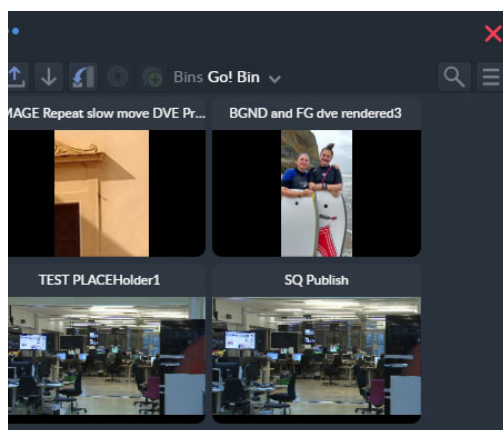 Bins Go! Bin
MAGE Repeat slow move DVE Pr...
BGND and FG dve rendered3
TEST PLACEHolder1
SQ Publish